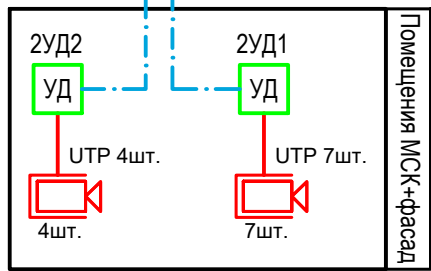 2УД2
2УД1
УД
УД
UTP 4шт.
UTP 7шт.
4шт.
7шт.
Помещения МСК+фасад